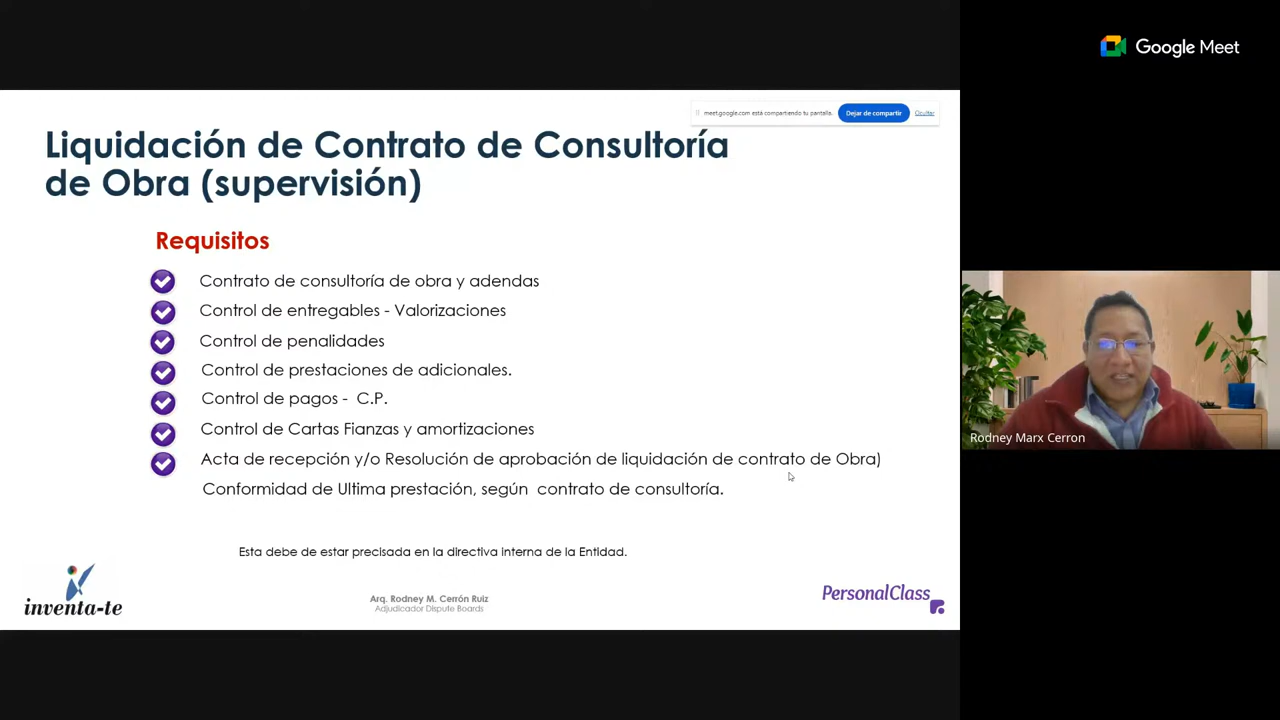 Google Meet
meet.google.com está compartiendo tu pantalla.
Dejar de compartir
Ocultar
Liquidación de Contrato de Consultoría
de Obra (supervisión)
Requisitos
Contrato de consultoría de obra y adendas
Control de entregables - Valorizaciones
Control de penalidades
Control de prestaciones de adicionales.
Control de pagos - C.P.
Control de Cartas Fianzas y amortizaciones
Acta de recepción y/o Resolución de aprobación de liquidación de contrato de Obra)
Conformidad de Ultima prestación, según contrato de consultoría.
Esta debe de estar precisada en la directiva interna de la Entidad.
inventa-te
Arq. Rodney M. Cerrón Ruiz
Adjudicador Dispute Boards
PersonalClass
Rodney Marx Cerron